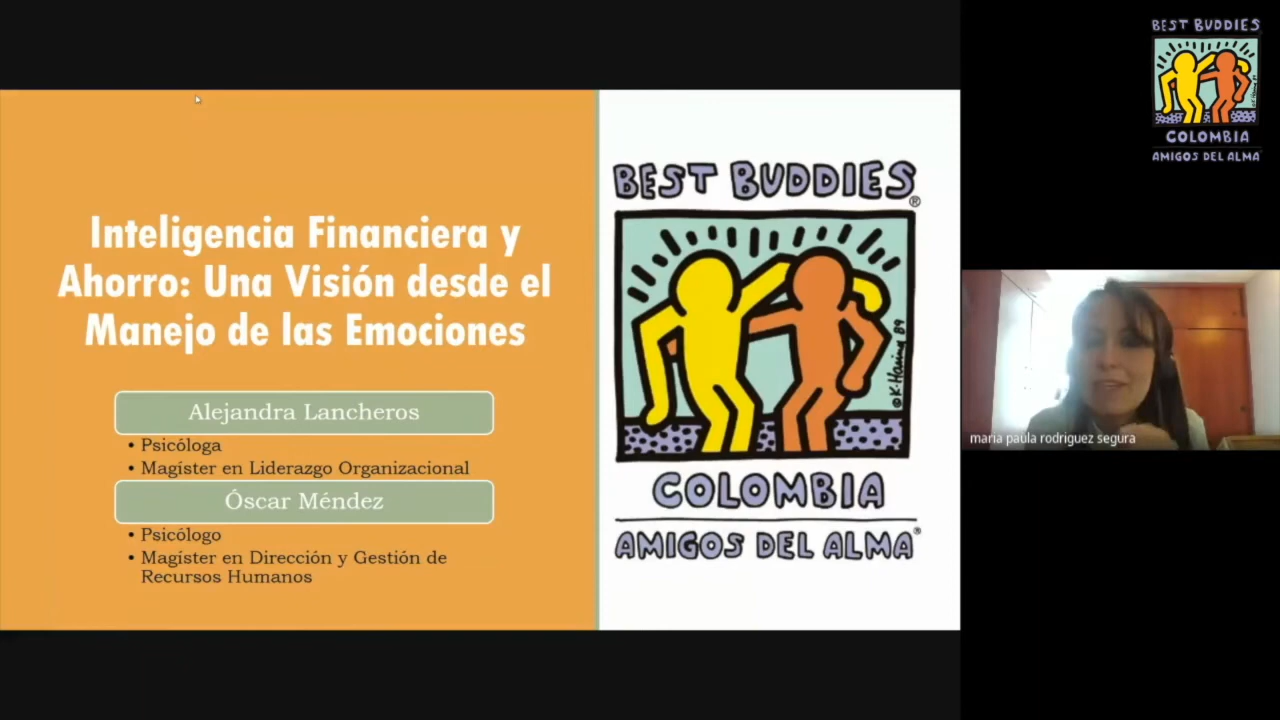 Inteligencia Financiera y
Ahorro: Una Visión desde el
Manejo de las Emociones
Alejandra Lancheros
• Psicóloga
• Magíster en Liderazgo Organizacional
Óscar Méndez
• Psicólogo
• Magíster en Dirección y Gestión de
Recursos Humanos
BEST BUDDIES
®
© K. Haring 89
COLOMBIA
AMIGOS DEL ALMA®
BEST BUDDIES
COLOMBIA
AMIGOS DEL ALMA
maria paula rodriguez segura